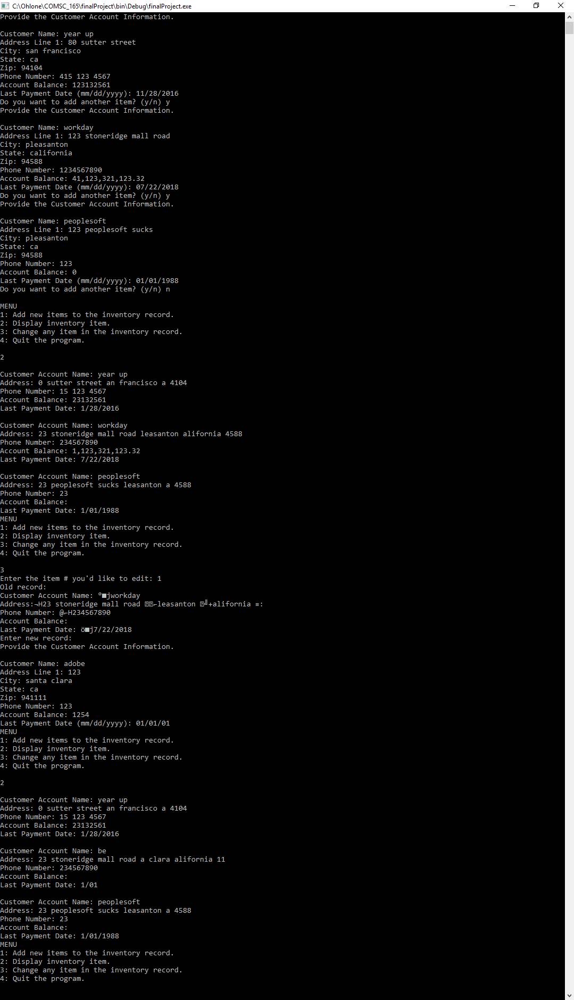 C:\Ohlone\COMSC_165\finalProject\bin\Debug\finalProject.exe
Provide the Customer Account Information.
Customer Name: year up
Address Line 1: 80 sutter street
City: san francisco
State: ca
Zip: 94104
Phone Number: 415 123 4567
Account Balance: 123132561
Last Payment Date (mm/dd/yyyy): 11/28/2016
Do you want to add another item? (y/n) y
Provide the Customer Account Information.
Customer Name: workday
Address Line 1: 123 stoneridge mall road
City: pleasanton
State: california
Zip: 94588
Phone Number: 1234567890
Account Balance: 41,123,321,123.32
Last Payment Date (mm/dd/yyyy): 07/22/2018
Do you want to add another item? (y/n) y
Provide the Customer Account Information.
Customer Name: peoplesoft
Address Line 1: 123 peoplesoft sucks
City: pleasanton
State: ca
Zip: 94588
Phone Number: 123
Account Balance: 0
Last Payment Date (mm/dd/yyyy): 01/01/1988
Do you want to add another item? (y/n) n
MENU
1: Add new items to the inventory record.
2: Display inventory item.
3: Change any item in the inventory record.
4: Quit the program.
2
Customer Account Name: year up
Address: 0 sutter street an francisco a 4104
Phone Number: 15 123 4567
Account Balance: 23132561
Last Payment Date: 1/28/2016
Customer Account Name: workday
Address: 23 stoneridge mall road leasanton alifornia 4588
Phone Number: 234567890
Account Balance: 1,123,321,123.32
Last Payment Date: 7/22/2018
Customer Account Name: peoplesoft
Address: 23 peoplesoft sucks leasanton a 4588
Phone Number: 23
Account Balance:
Last Payment Date: 1/01/1988
MENU
1: Add new items to the inventory record.
2: Display inventory item.
3: Change any item in the inventory record.
4: Quit the program.
3
Enter the item # you'd like to edit: 1
Old record:
Customer Account Name: º■jworkday
Address:¬H23 stoneridge mall road ⌐leasanton ╝+alifornia ≡:
Phone Number: @⌐H234567890
Account Balance:
Last Payment Date: ö■j7/22/2018
Enter new record:
Provide the Customer Account Information.
Customer Name: adobe
Address Line 1: 123
City: santa clara
State: ca
Zip: 941111
Phone Number: 123
Account Balance: 1254
Last Payment Date (mm/dd/yyyy): 01/01/01
MENU
1: Add new items to the inventory record.
2: Display inventory item.
3: Change any item in the inventory record.
4: Quit the program.
2
Customer Account Name: year up
Address: 0 sutter street an francisco a 4104
Phone Number: 15 123 4567
Account Balance: 23132561
Last Payment Date: 1/28/2016
Customer Account Name: be
Address: 23 stoneridge mall road a clara alifornia 11
Phone Number: 234567890
Account Balance:
Last Payment Date: 1/01
Customer Account Name: peoplesoft
Address: 23 peoplesoft sucks leasanton a 4588
Phone Number: 23
Account Balance:
Last Payment Date: 1/01/1988
MENU
1: Add new items to the inventory record.
2: Display inventory item.
3: Change any item in the inventory record.
4: Quit the program.